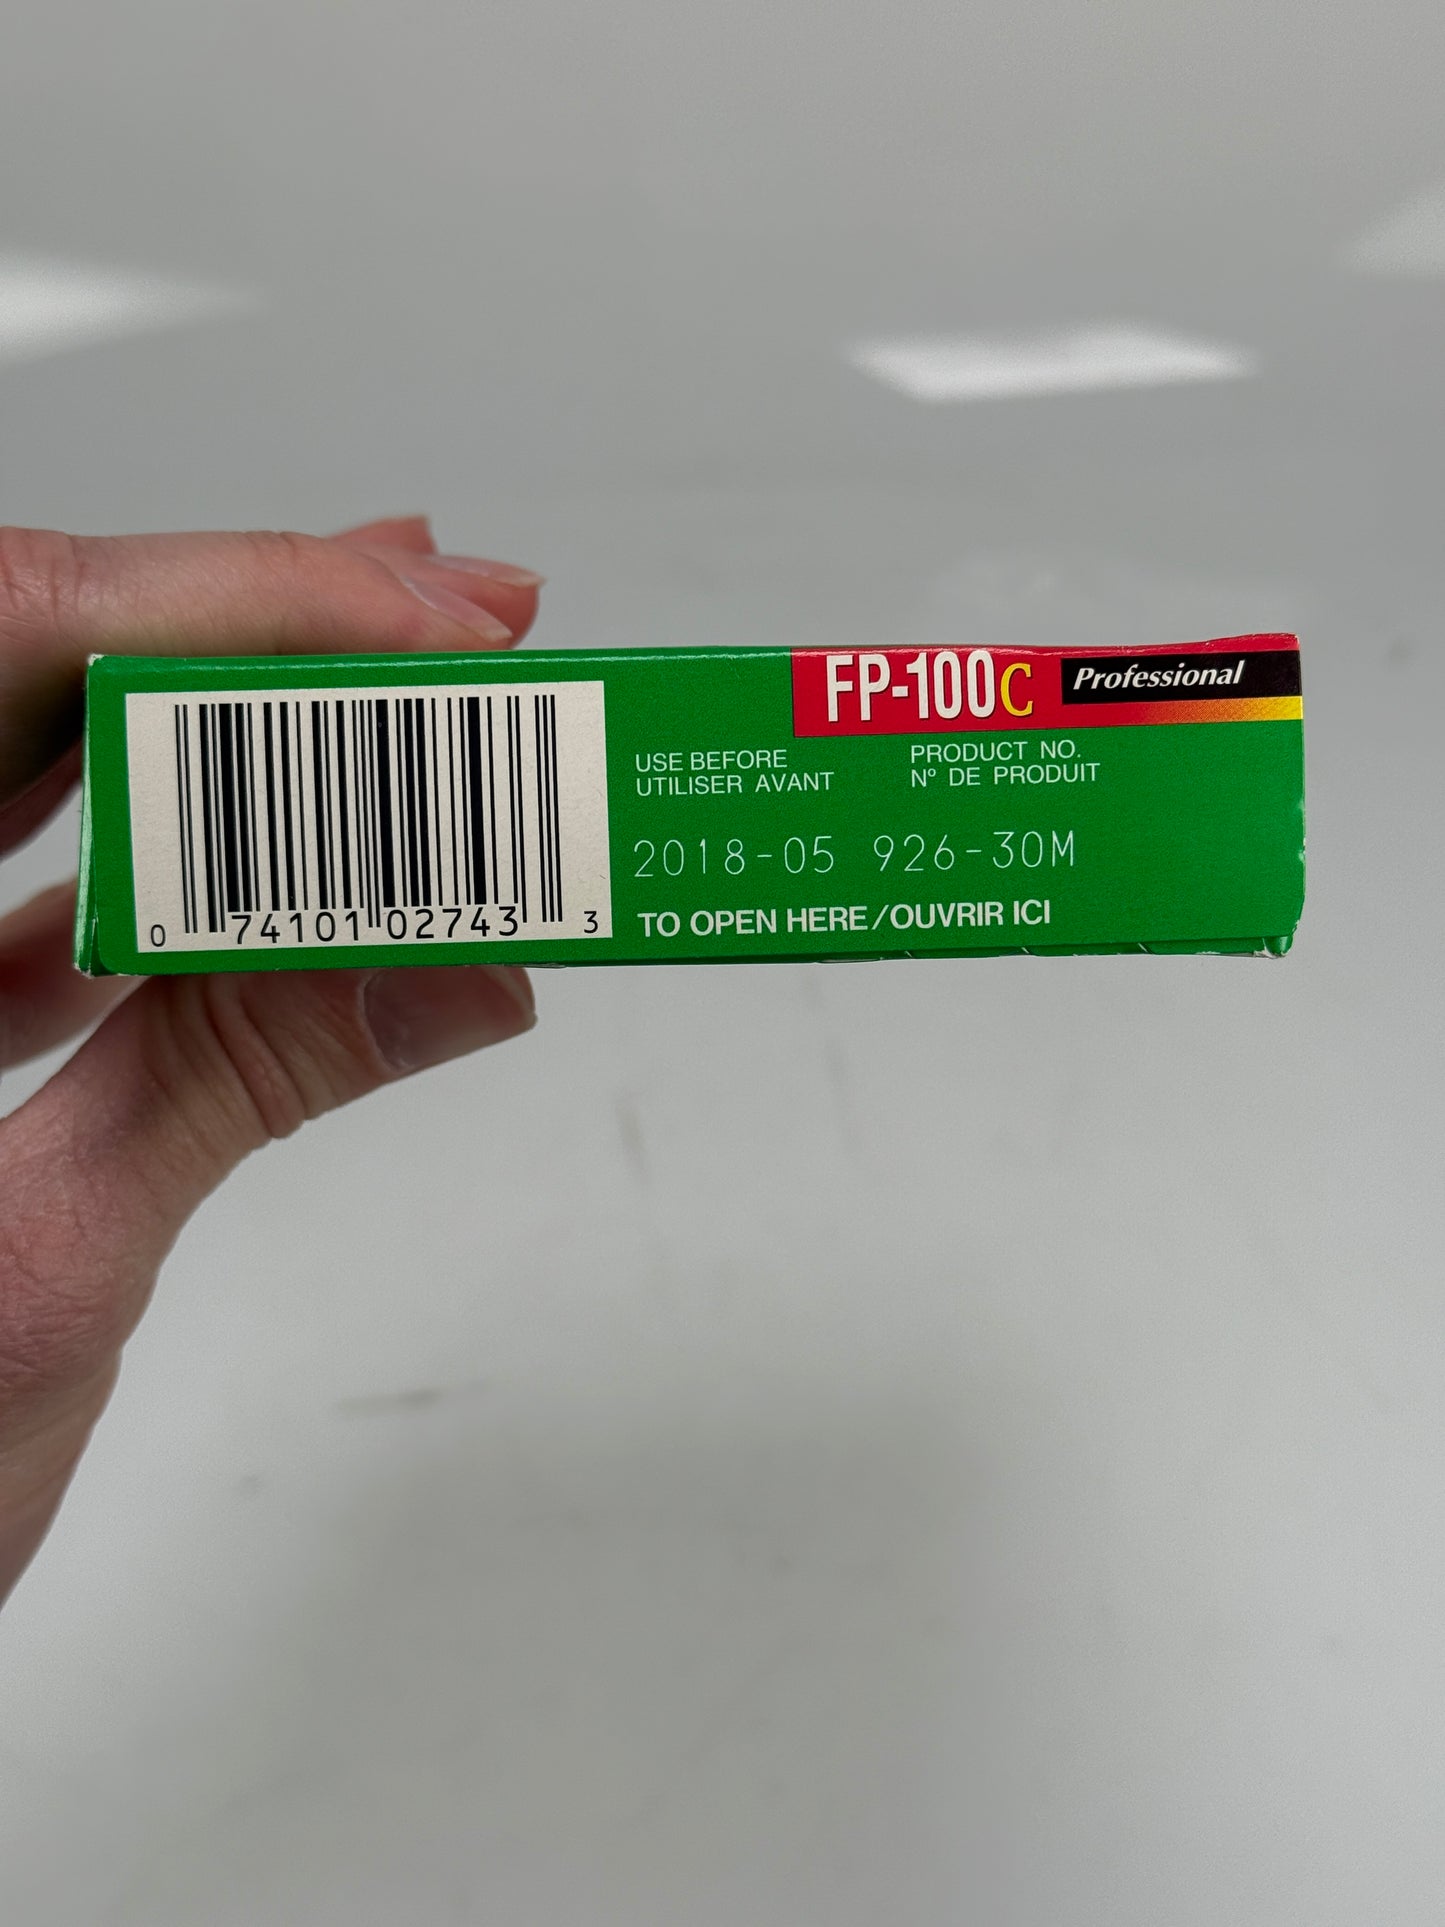 FP-100C Professional
USE BEFORE
UTILISER AVANT
PRODUCT NO.
Nº DE PRODUIT
2018-05 926-30M
TO OPEN HERE/OUVRIR ICI
0 74101 02743 3